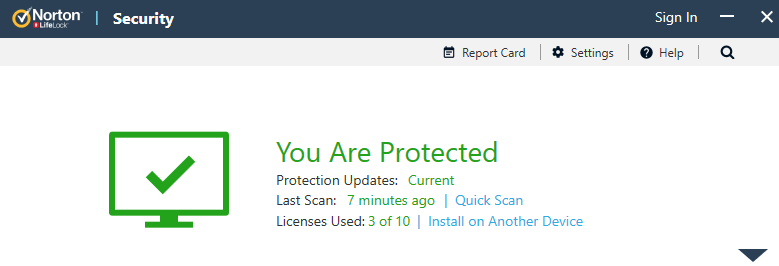 Norton LifeLock | Security Sign In
Report Card | Settings | Help |
You Are Protected
Protection Updates: Current
Last Scan: 7 minutes ago | Quick Scan
Licenses Used: 3 of 10 | Install on Another Device